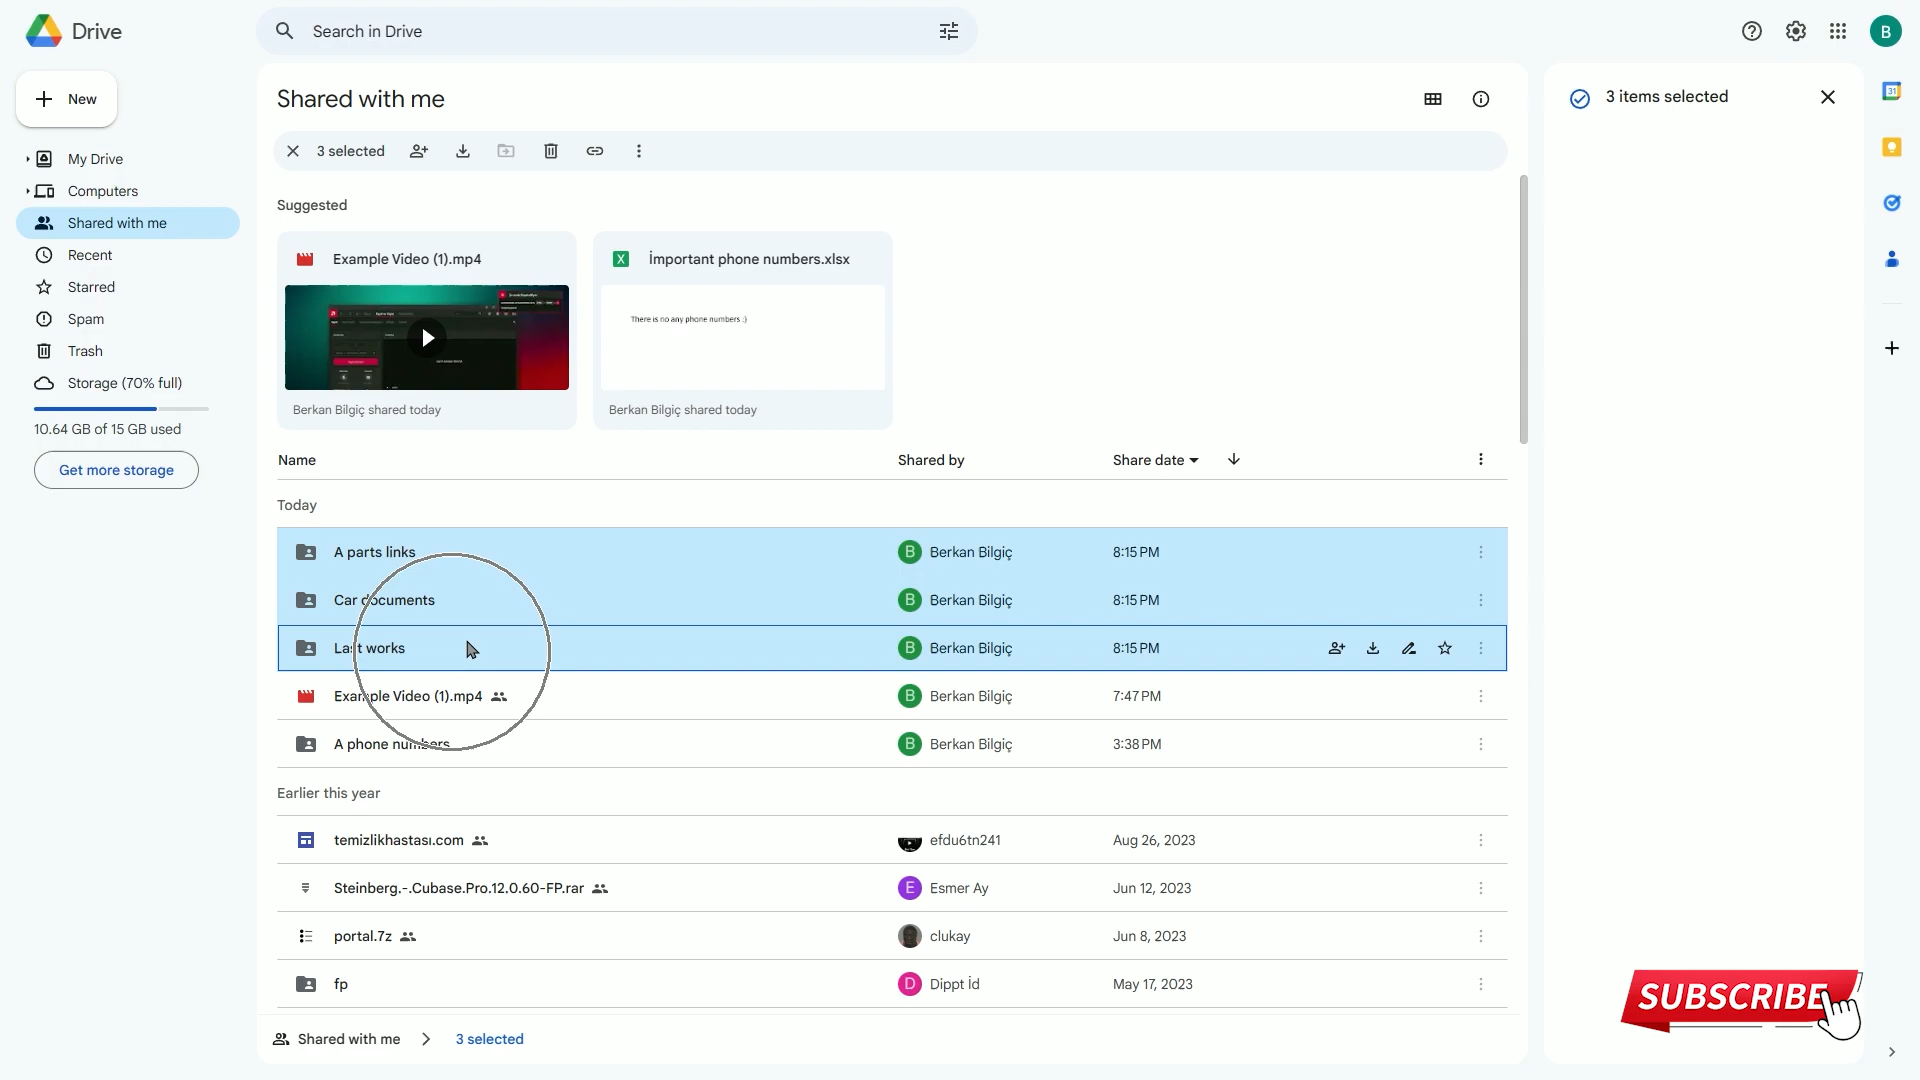 Drive
Search in Drive
B
New
My Drive
Computers
Shared with me
Recent
Starred
Spam
Trash
Storage (70% full)
10.64 GB of 15 GB used
Get more storage
Shared with me
3 selected
Suggested
Example Video (1).mp4
Berkan Bilgiç shared today
İmportant phone numbers.xlsx
There is no any phone numbers :)
Berkan Bilgiç shared today
Name Shared by Share date
Today
A parts links B Berkan Bilgiç 8:15 PM
Car documents B Berkan Bilgiç 8:15 PM
Last works B Berkan Bilgiç 8:15 PM
Example Video (1).mp4 B Berkan Bilgiç 7:47 PM
A phone numbers B Berkan Bilgiç 3:38 PM
Earlier this year
temizlikhastası.com efdu6tn241 Aug 26, 2023
Steinberg.-.Cubase.Pro.12.0.60-FP.rar E Esmer Ay Jun 12, 2023
portal.7z clukay Jun 8, 2023
fp D Dippt İd May 17, 2023
Shared with me 3 selected
3 items selected
31
SUBSCRIBE